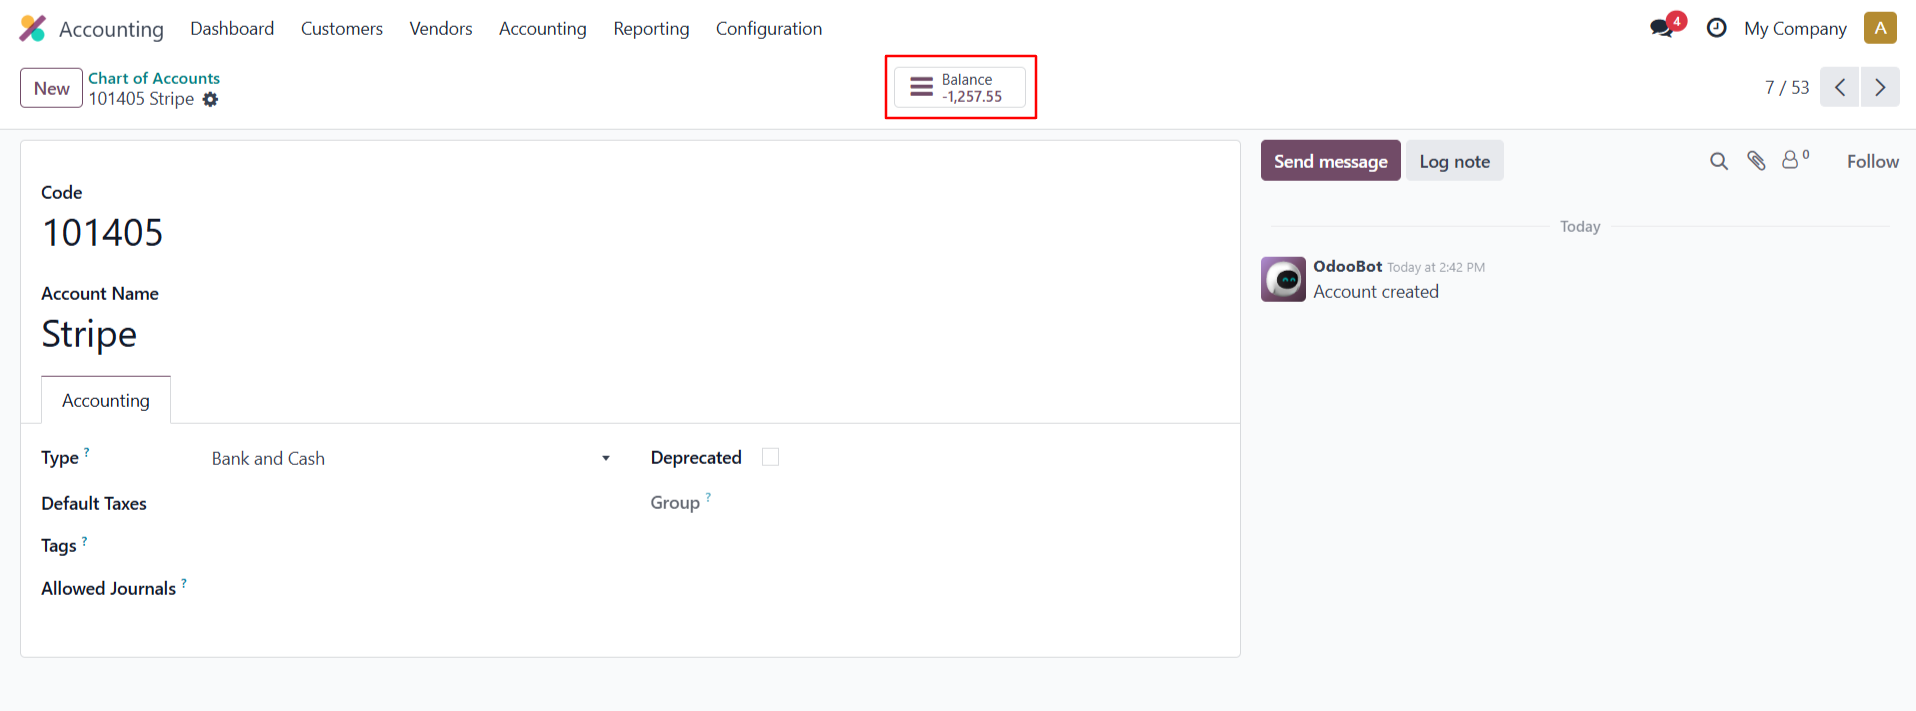 Accounting Dashboard Customers Vendors Accounting Reporting Configuration 4 My Company A
New Chart of Accounts
101405 Stripe
Balance
-1,257.55
7 / 53
Send message Log note 0 Follow
Code
101405
Account Name
Stripe
Accounting
Type ? Bank and Cash
Default Taxes
Tags ?
Allowed Journals ?
Deprecated
Group ?
Today
OdooBot Today at 2:42 PM
Account created